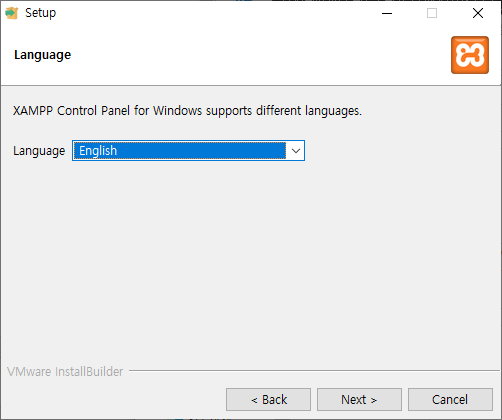 Setup
Language
XAMPP Control Panel for Windows supports different languages.
Language English
VMware InstallBuilder
< Back Next > Cancel